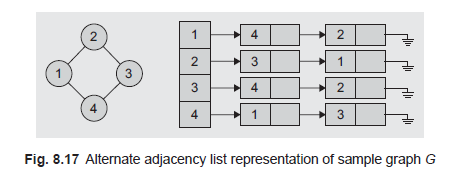 2
1
3
4
1 4 2
2 3 1
3 4 2
4 1 3
Fig. 8.17 Alternate adjacency list representation of sample graph G